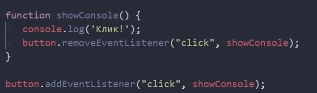 function showConsole() {
console.log('Клик!');
button.removeEventListener("click", showConsole);
}
button.addEventListener("click", showConsole);